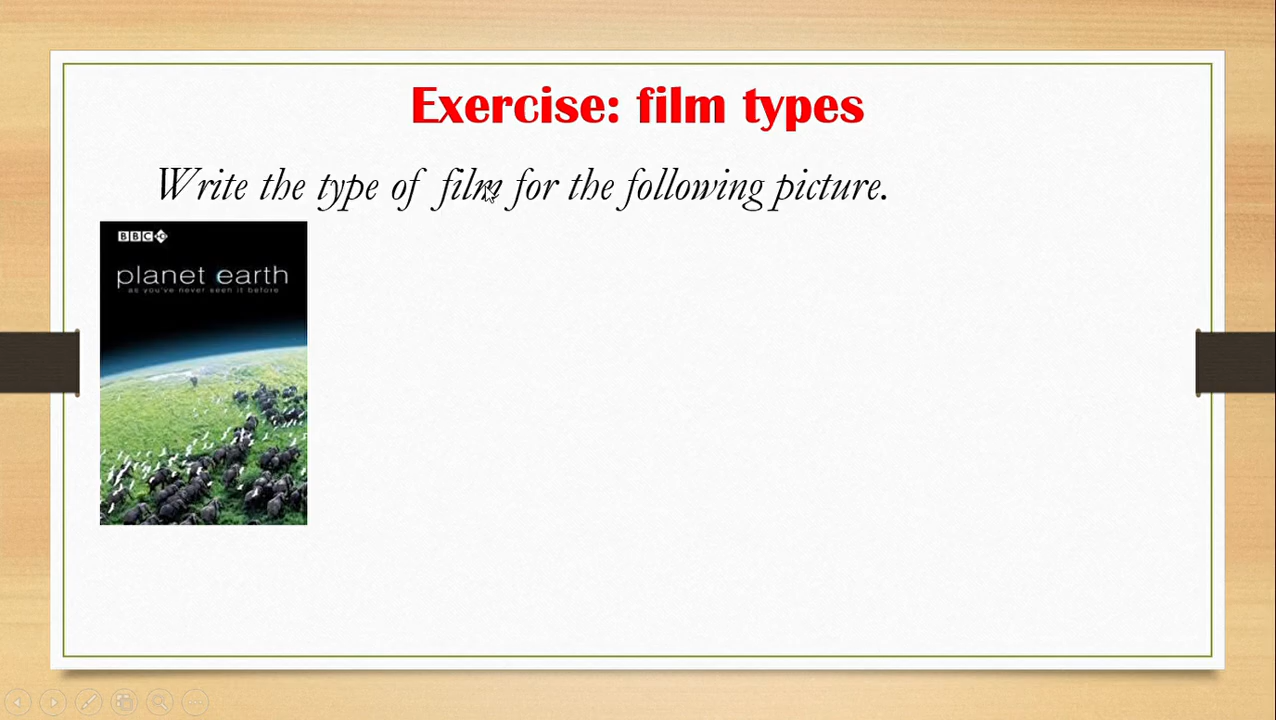 Exercise: film types
Write the type of film for the following picture.
BBC HD
planet earth
as you've never seen it before